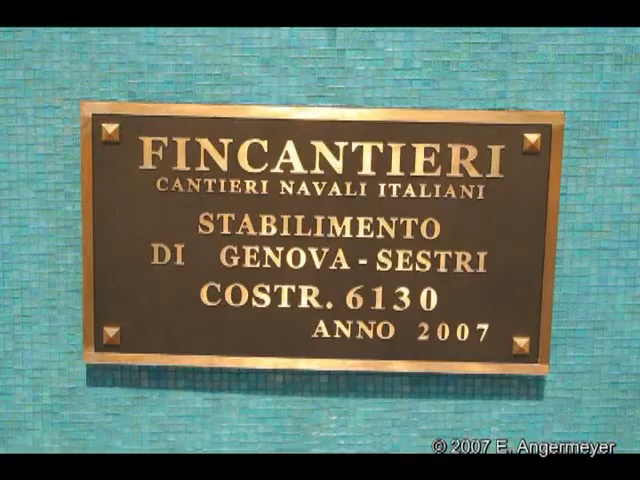 FINCANTIERI
CANTIERI NAVALI ITALIANI
STABILIMENTO
DI GENOVA - SESTRI
COSTR. 6130
ANNO 2007
© 2007 E. Angermeyer